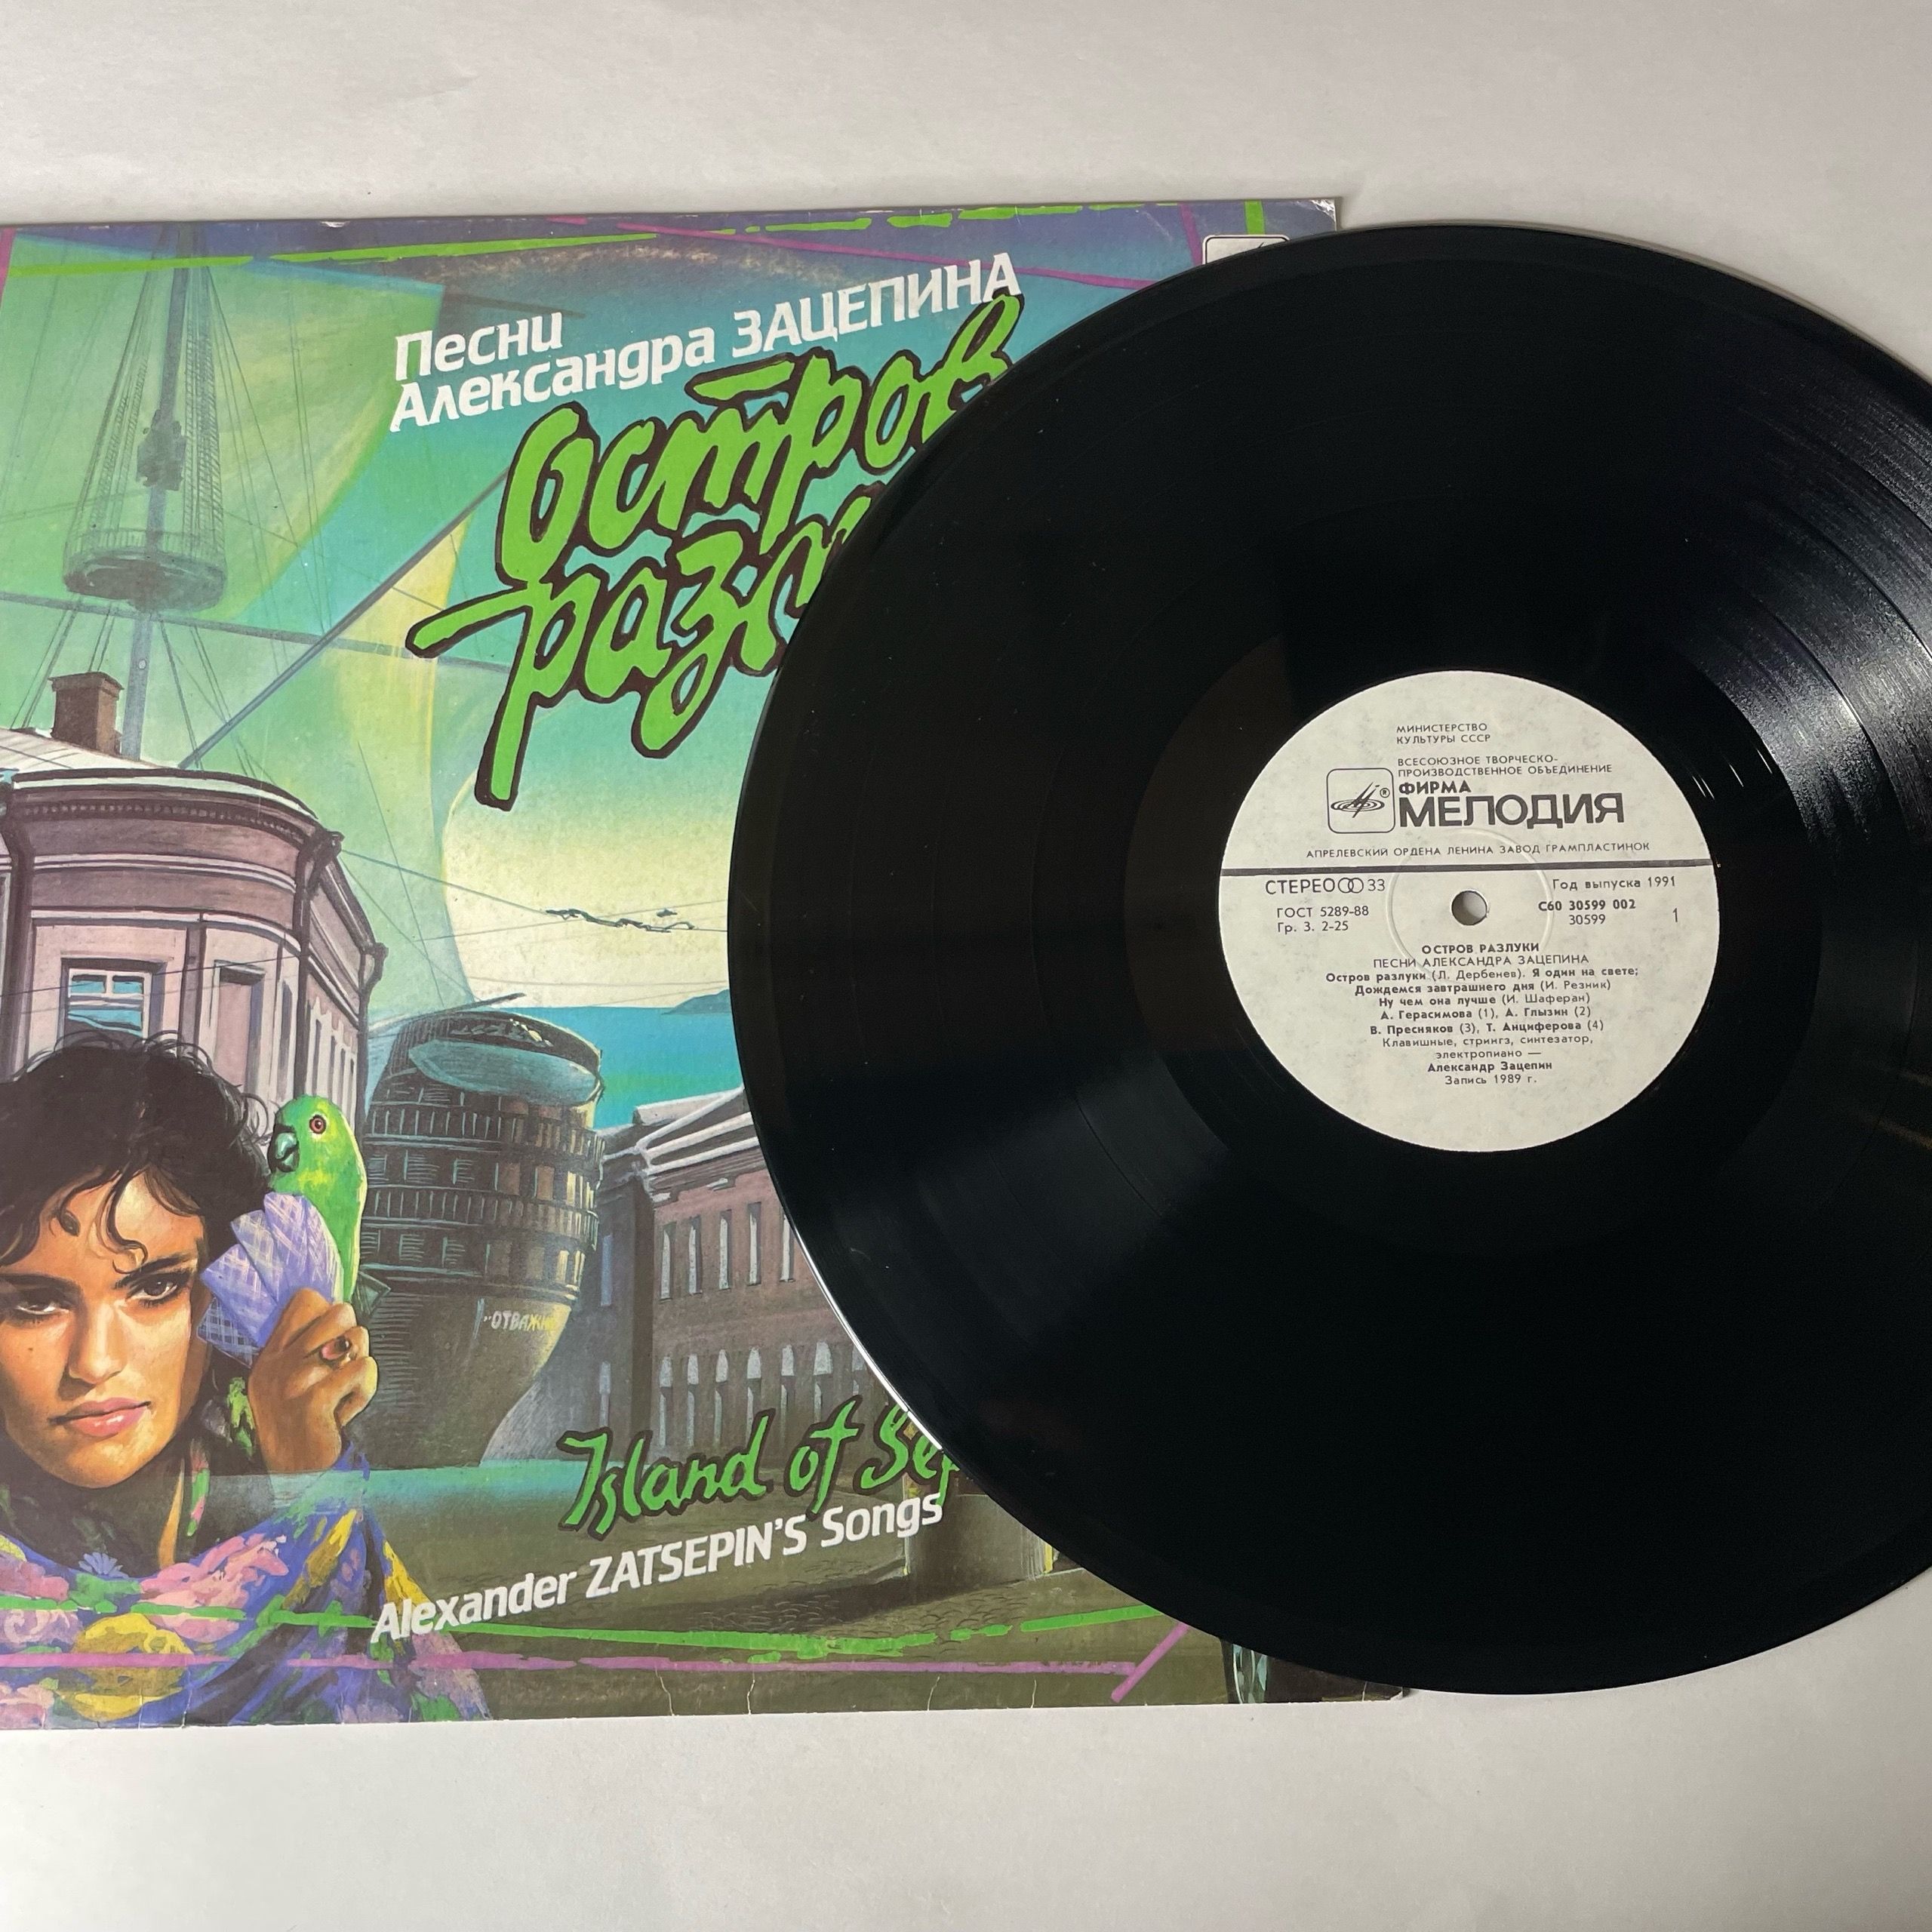 Песни
Александра ЗАЦЕПИНА
Остров
"ОТВАЖН
Island of Sep
Alexander ZATSEPIN'S Songs
МИНИСТЕРСТВО
КУЛЬТУРЫ СССР
ВСЕСОЮЗНОЕ ТВОРЧЕСКО-
ПРОИЗВОДСТВЕННОЕ ОБЪЕДИНЕНИЕ
® ФИРМА
МЕЛОДИЯ
АПРЕЛЕВСКИЙ ОРДЕНА ЛЕНИНА ЗАВОД ГРАМПЛАСТИНОК
СТЕРЕО 33
Год выпуска 1991
ГОСТ 5289-88
Гр. 3. 2-25
С60 30599 002
30599
1
ОСТРОВ РАЗЛУКИ
ПЕСНИ АЛЕКСАНДРА ЗАЦЕПИНА
Остров разлуки (Л. Дербенев). Я один на свете;
Дождемся завтрашнего дня (И. Резник)
Ну чем она лучше (И. Шаферан)
А. Герасимова (1), А. Глызин (2)
В. Пресняков (3), Т. Анциферова (4)
Клавишные, стрингз, синтезатор,
электропиано —
Александр Зацепин
Запись 1989 г.